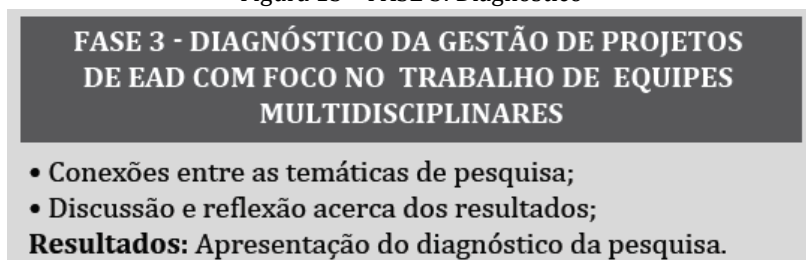 FASE 3 - DIAGNÓSTICO DA GESTÃO DE PROJETOS
DE EAD COM FOCO NO TRABALHO DE EQUIPES
MULTIDISCIPLINARES
• Conexões entre as temáticas de pesquisa;
• Discussão e reflexão acerca dos resultados;
Resultados: Apresentação do diagnóstico da pesquisa.